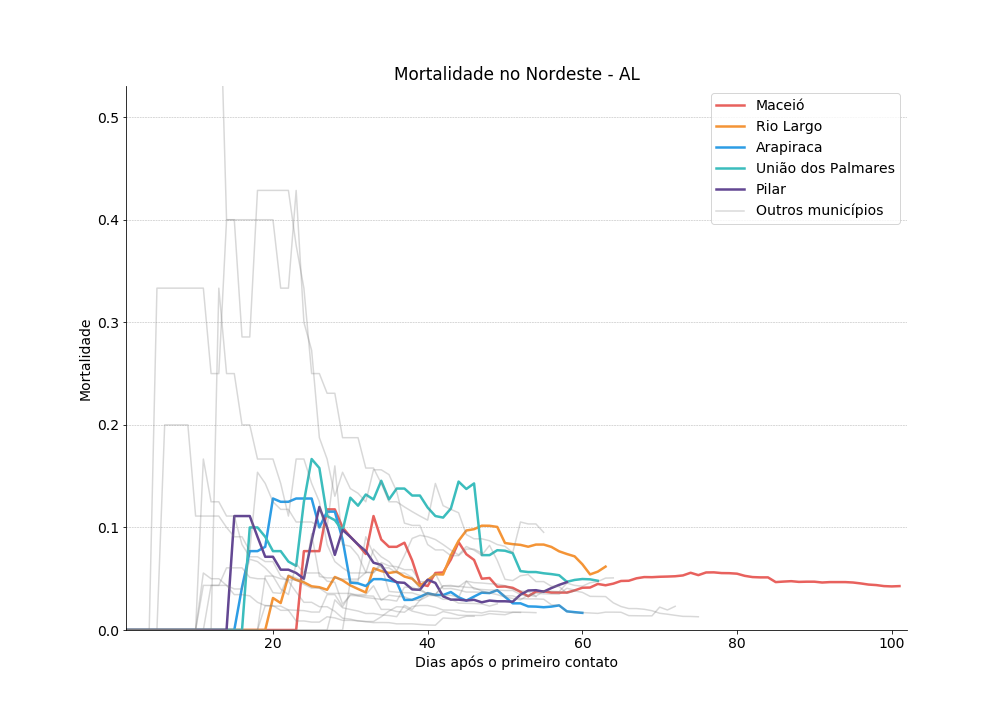 Mortalidade no Nordeste - AL
Maceió
Rio Largo
Arapiraca
União dos Palmares
Pilar
Outros municípios
0.5
0.4
0.3
0.2
0.1
0.0
Mortalidade
20
40
60
80
100
Dias após o primeiro contato